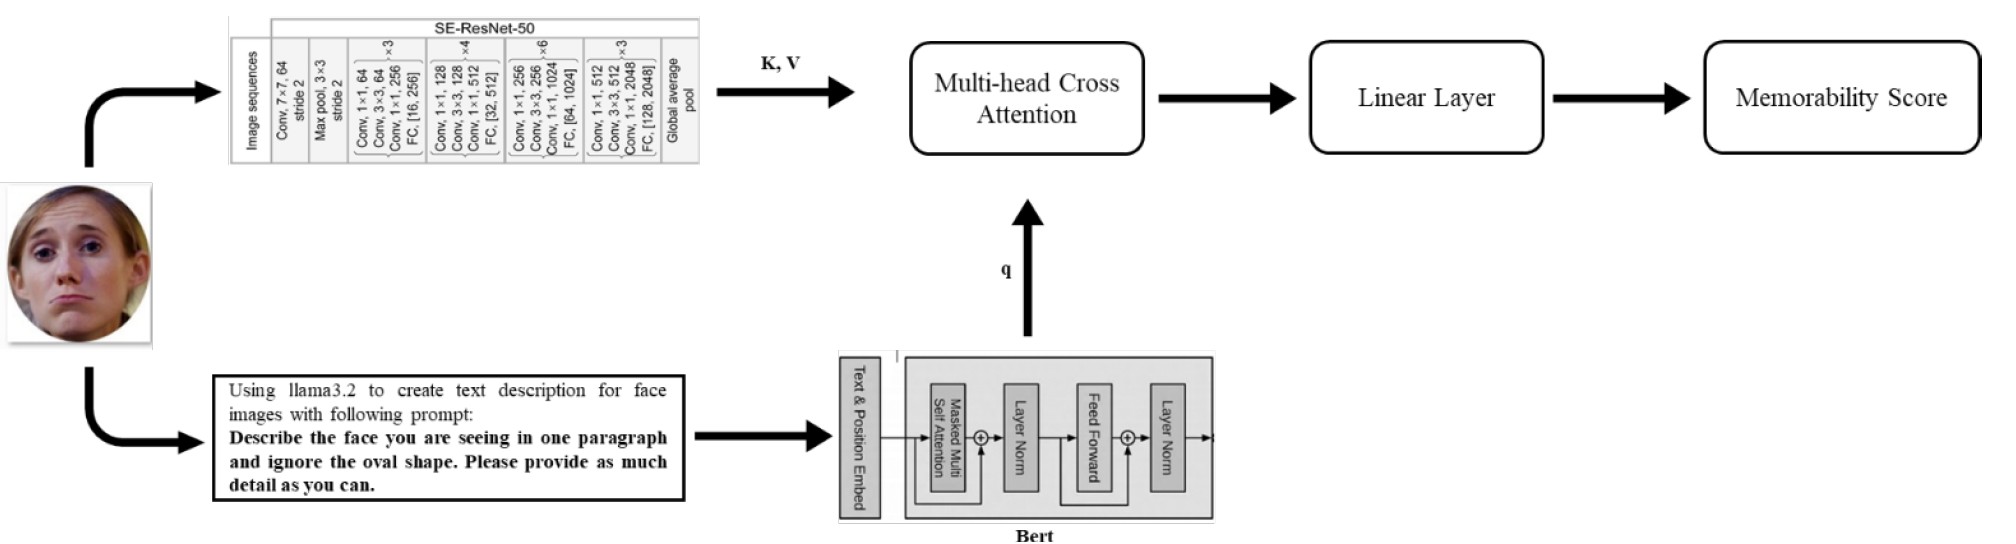 SE-ResNet-50
Image sequences
Conv, 7×7, 64
stride 2
Max pool, 3×3
stride 2
Conv, 1×1, 64
Conv, 3×3, 64
Conv, 1×1, 256
FC, [16, 256]
×3
Conv, 1×1, 128
Conv, 3×3, 128
Conv, 1×1, 512
FC, [32, 512]
×4
Conv, 1×1, 256
Conv, 3×3, 256
Conv, 1×1, 1024
FC, [64, 1024]
×6
Conv, 1×1, 512
Conv, 3×3, 512
Conv, 1×1, 2048
FC, [128, 2048]
×3
Global average
pool
K, V
Multi-head Cross
Attention
Linear Layer
Memorability Score
q
Using llama3.2 to create text description for face
images with following prompt:
Describe the face you are seeing in one paragraph
and ignore the oval shape. Please provide as much
detail as you can.
Text & Position Embed
Masked Multi
Self Attention
Layer Norm
Feed Forward
Layer Norm
Bert